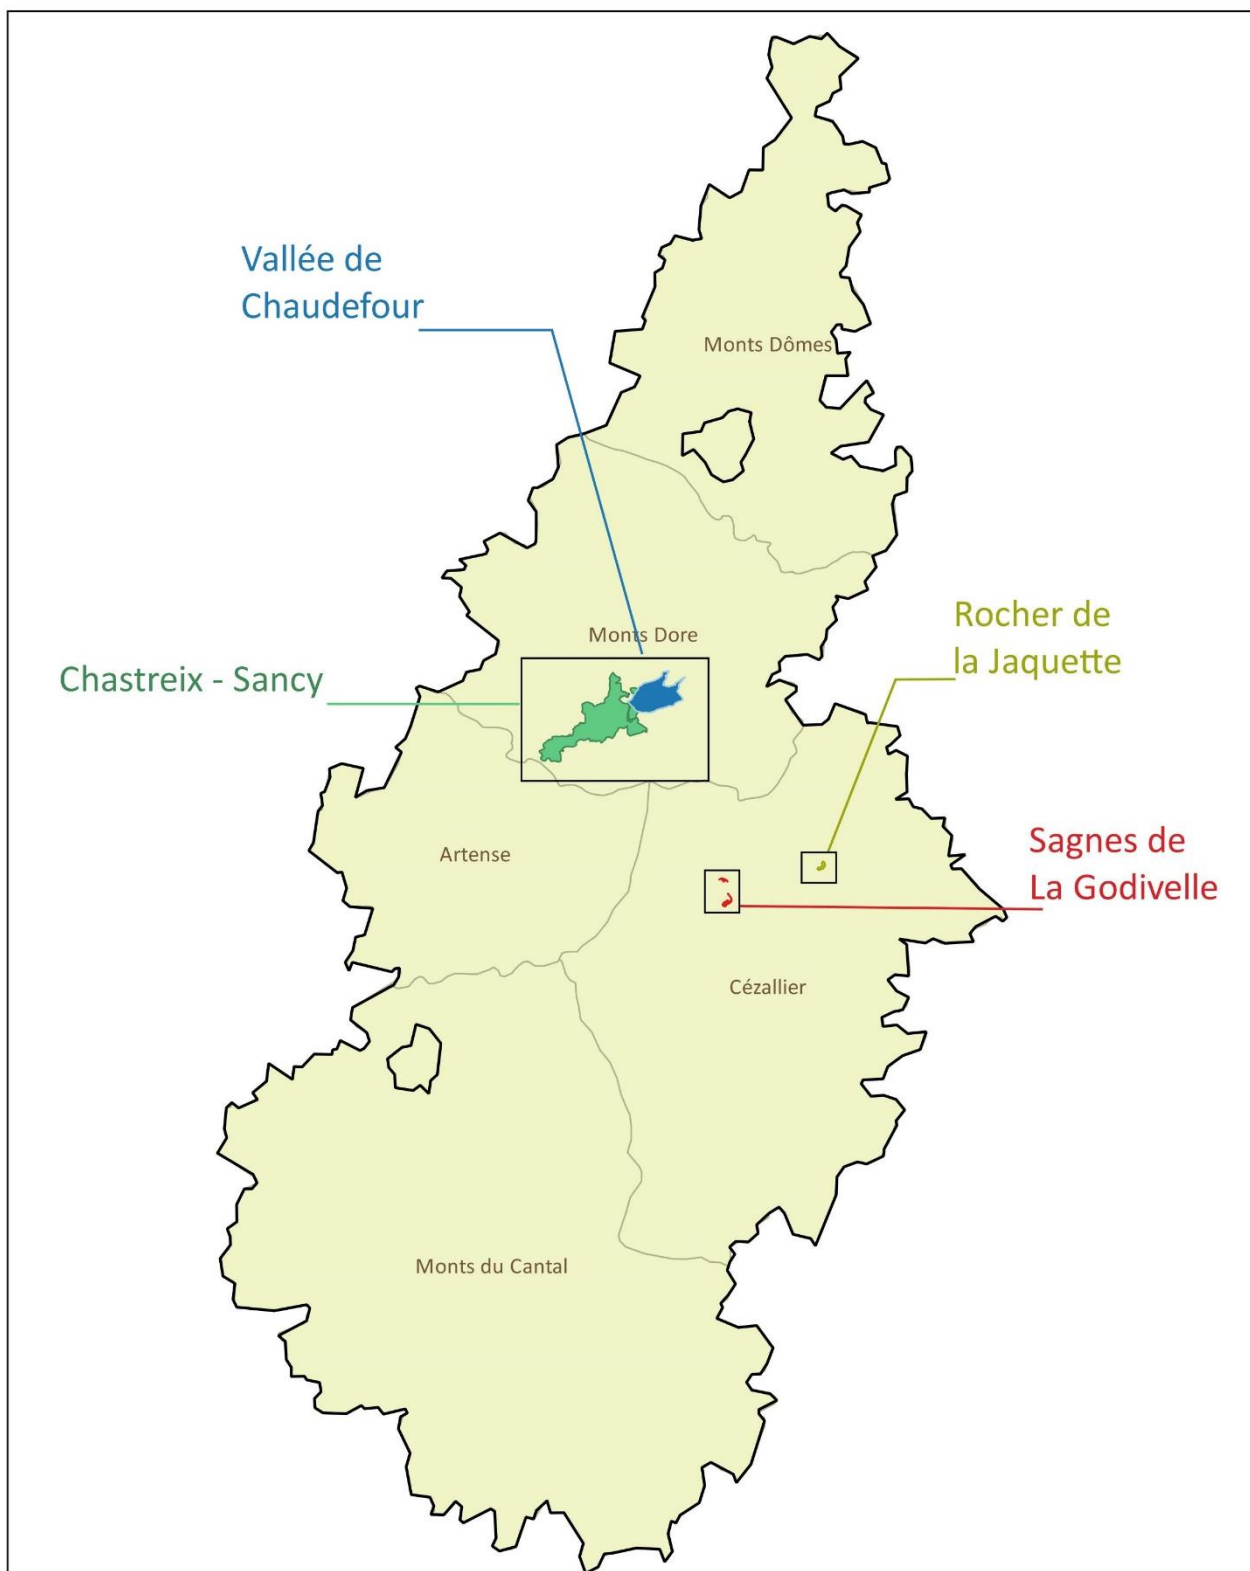 Vallée de
Chaudefour
Monts Dômes
Rocher de
la Jaquette
Monts Dore
Chastreix - Sancy
Sagnes de
La Godivelle
Artense
Cézallier
Monts du Cantal